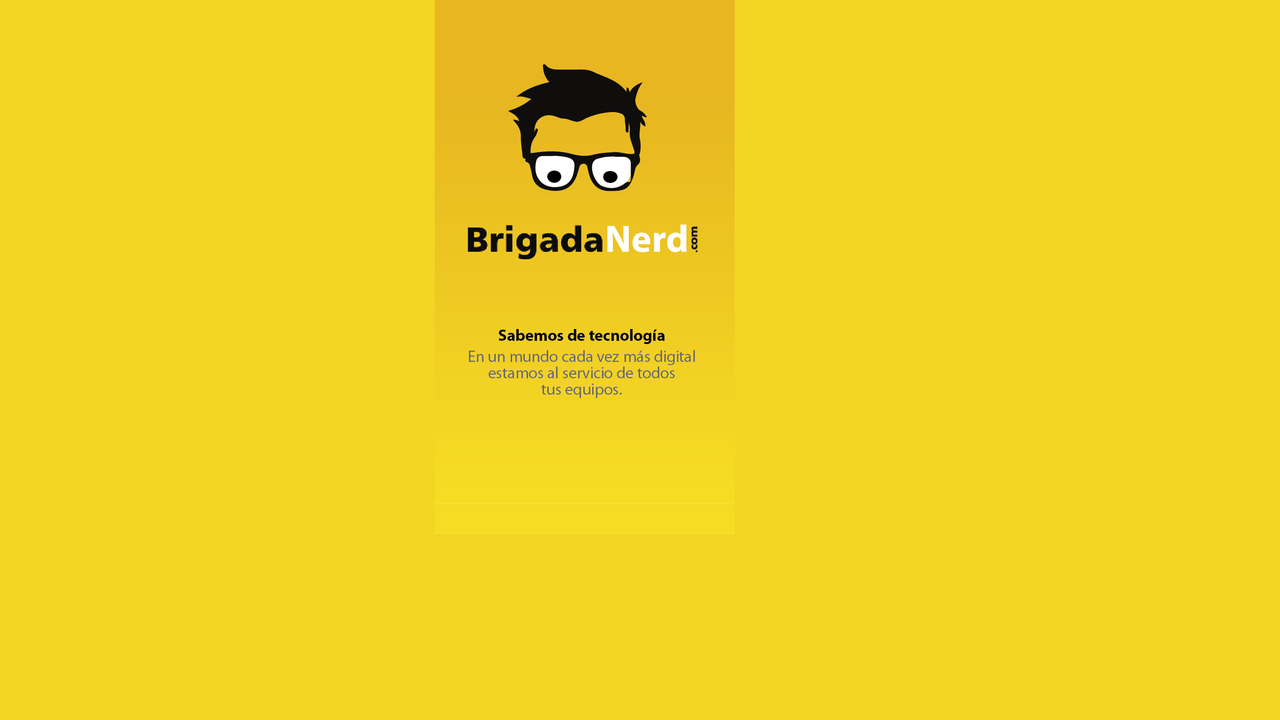 BrigadaNerd.com
Sabemos de tecnología
En un mundo cada vez más digital
estamos al servicio de todos
tus equipos.